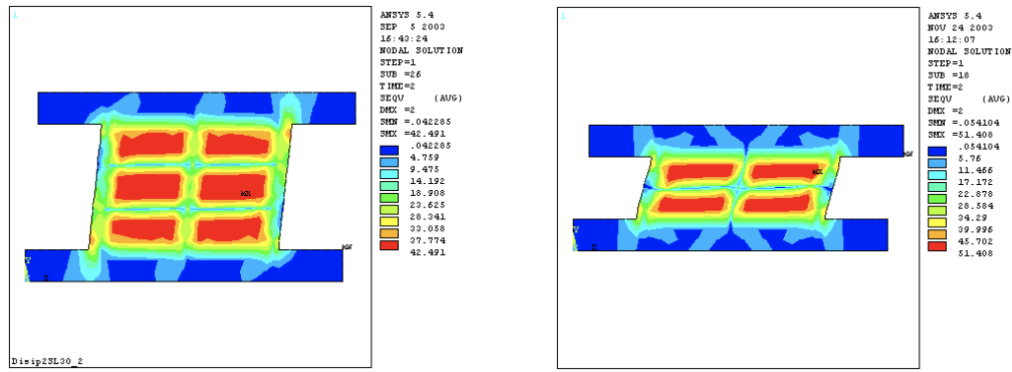 1
ANSYS 5.4
SEP 5 2003
16:43:24
NODAL SOLUTION
STEP=1
SUB =26
TIME=2
SEQV (AVG)
DMX =2
SMN =.042285
SMX =42.491
.042285
4.759
9.475
14.192
18.908
23.625
28.341
33.058
37.774
42.491
MX
MN
Y
X
Disip2SL30_2
1
ANSYS 5.4
NOV 24 2003
16:12:07
NODAL SOLUTION
STEP=1
SUB =18
TIME=2
SEQV (AVG)
DMX =2
SMN =.054104
SMX =51.408
.054104
5.76
11.466
17.172
22.878
28.584
34.29
39.996
45.702
51.408
MN
MX
Y
X